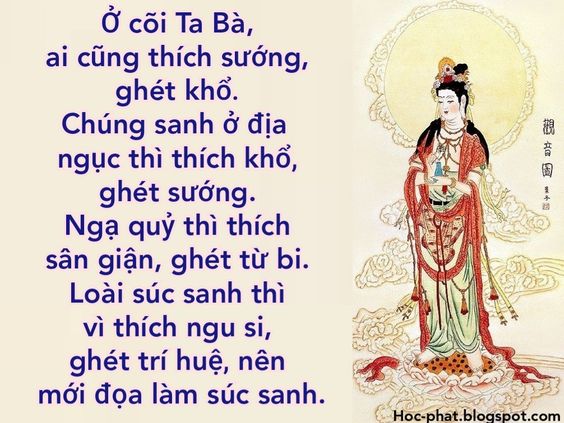 Ở cõi Ta Bà,
ai cũng thích sướng,
ghét khổ.
Chúng sanh ở địa
ngục thì thích khổ,
ghét sướng.
Ngạ quỷ thì thích
sân giận, ghét từ bi.
Loài súc sanh thì
vì thích ngu si,
ghét trí huệ, nên
mới đọa làm súc sanh.
觀音圖
Hoc-phat.blogspot.com